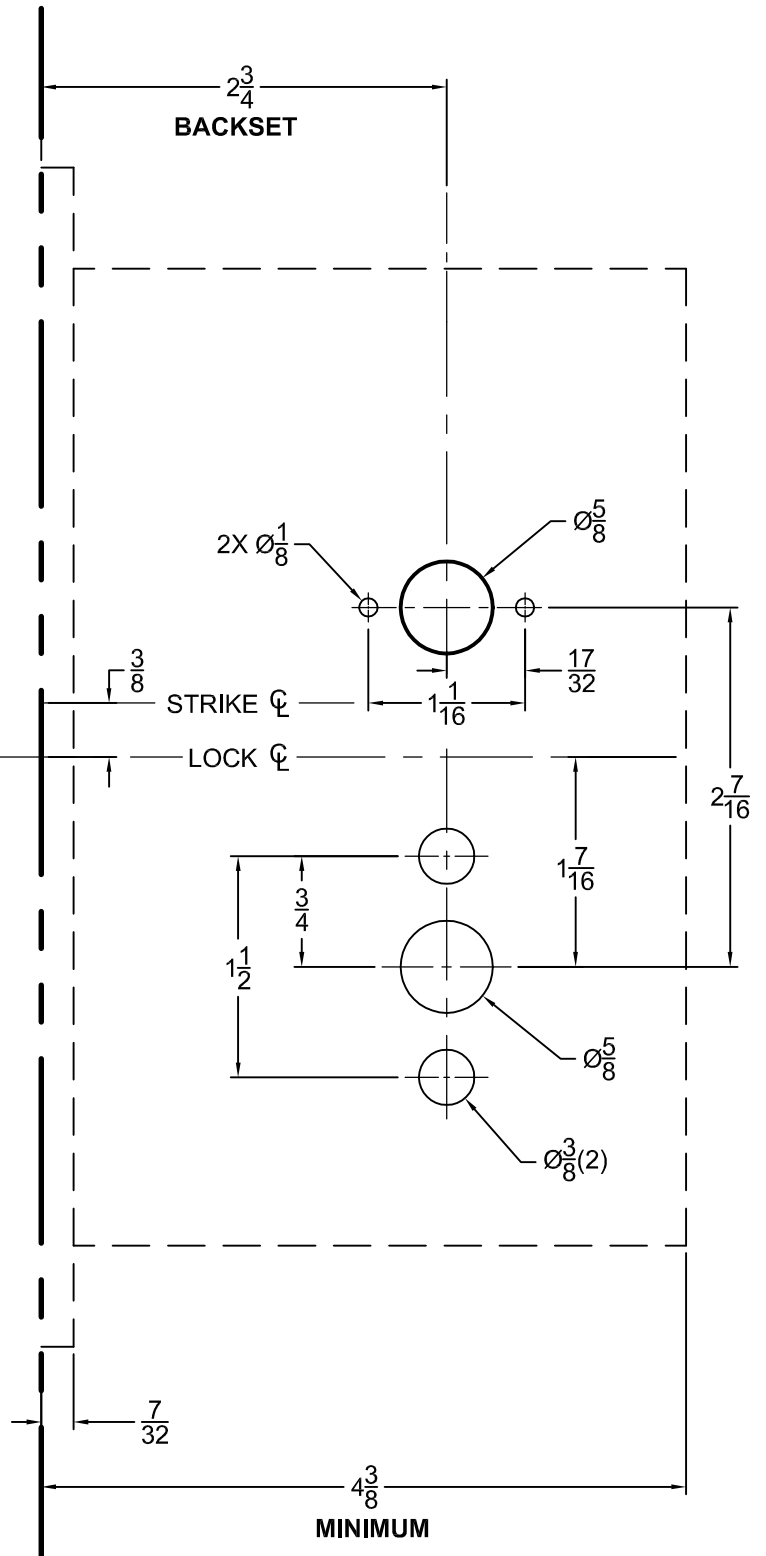 2 3/4
BACKSET
Ø5/8
2X Ø1/8
3/8
17/32
STRIKE ℄
1 1/16
LOCK ℄
2 7/16
1 7/16
3/4
1 1/2
Ø5/8
Ø3/8(2)
7/32
4 3/8
MINIMUM